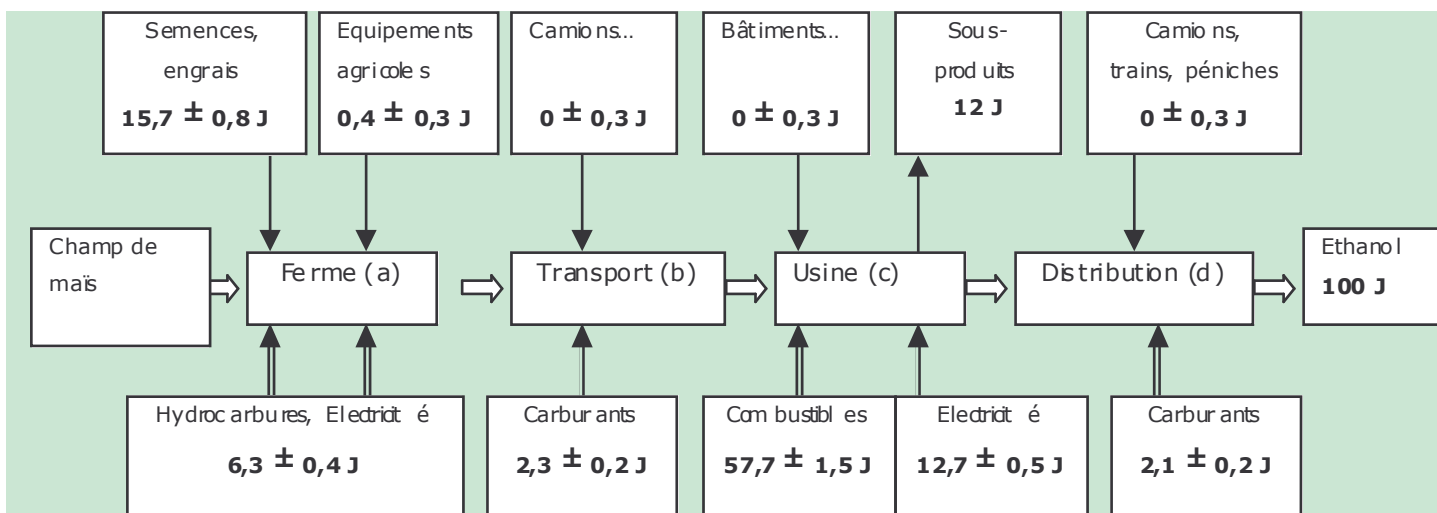 Semences,
engrais
15,7 ± 0,8 J
Equipements
agricoles
0,4 ± 0,3 J
Camions...
0 ± 0,3 J
Bâtiments...
0 ± 0,3 J
Sous-
produits
12 J
Camions,
trains, péniches
0 ± 0,3 J
Champ de
maïs
Ferme (a)
Transport (b)
Usine (c)
Distribution (d)
Ethanol
100 J
Hydrocarbures, Electricité
6,3 ± 0,4 J
Carburants
2,3 ± 0,2 J
Combustibles
57,7 ± 1,5 J
Electricité
12,7 ± 0,5 J
Carburants
2,1 ± 0,2 J